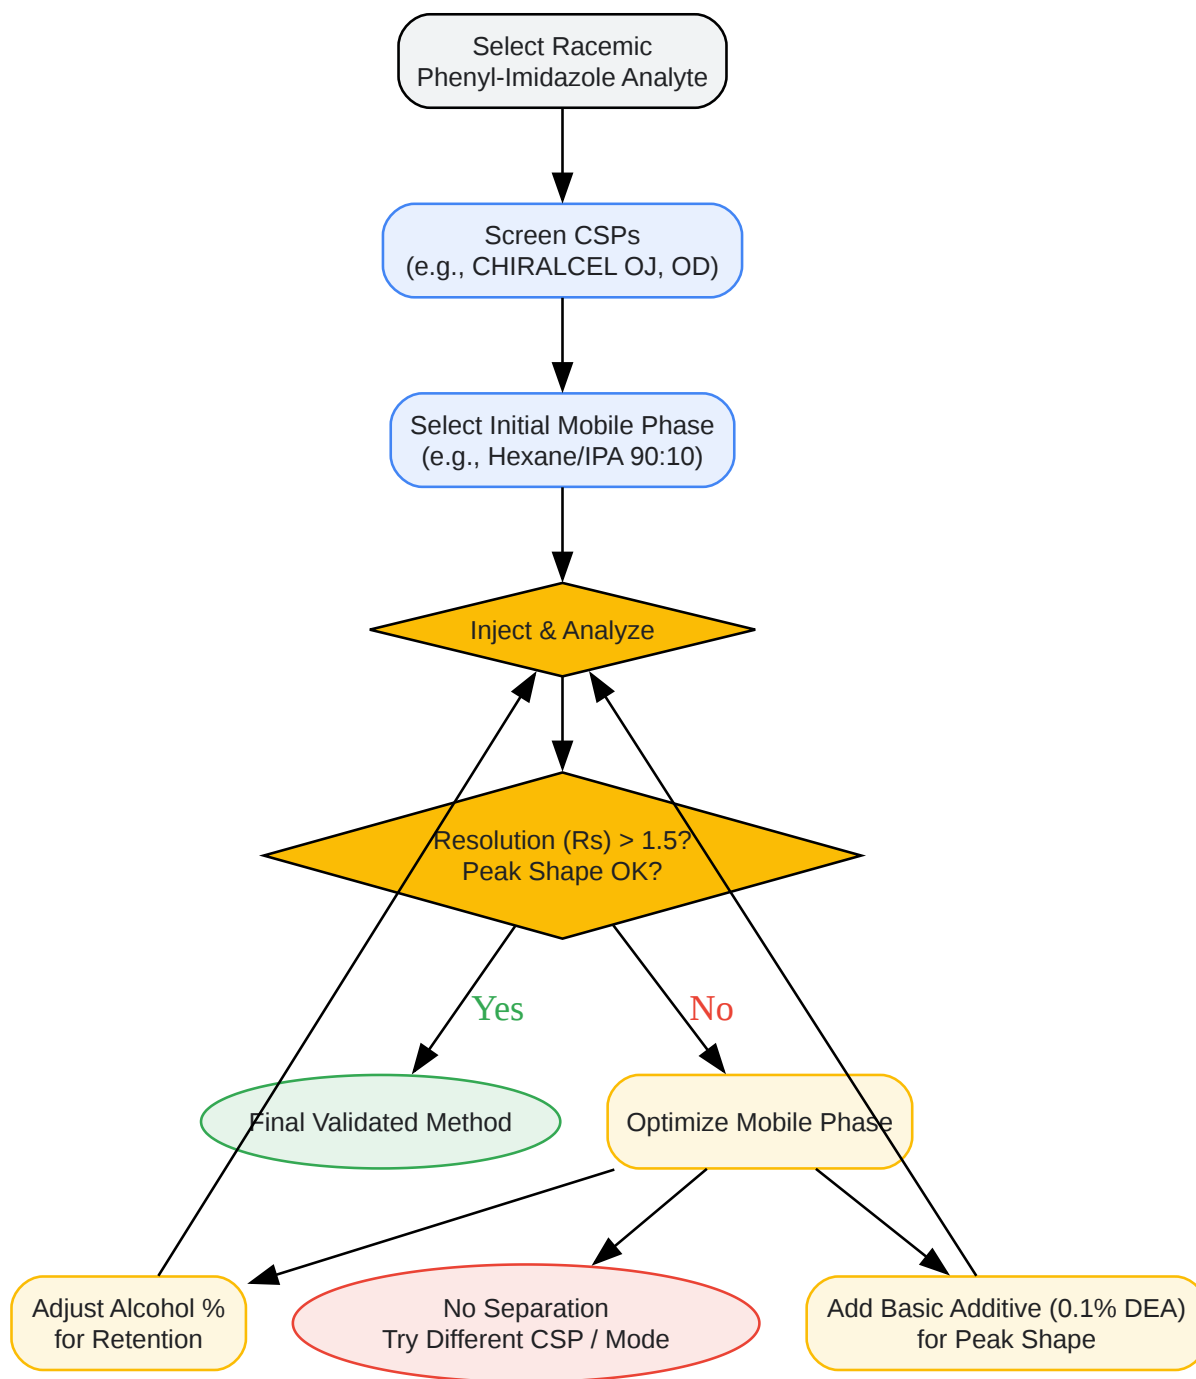 Select Racemic
Phenyl-Imidazole Analyte
Screen CSPs
(e.g., CHIRALCEL OJ, OD)
Select Initial Mobile Phase
(e.g., Hexane/IPA 90:10)
Inject & Analyze
Resolution (Rs) > 1.5?
Peak Shape OK?
Yes
No
Final Validated Method
Optimize Mobile Phase
Adjust Alcohol %
for Retention
No Separation
Try Different CSP / Mode
Add Basic Additive (0.1% DEA)
for Peak Shape